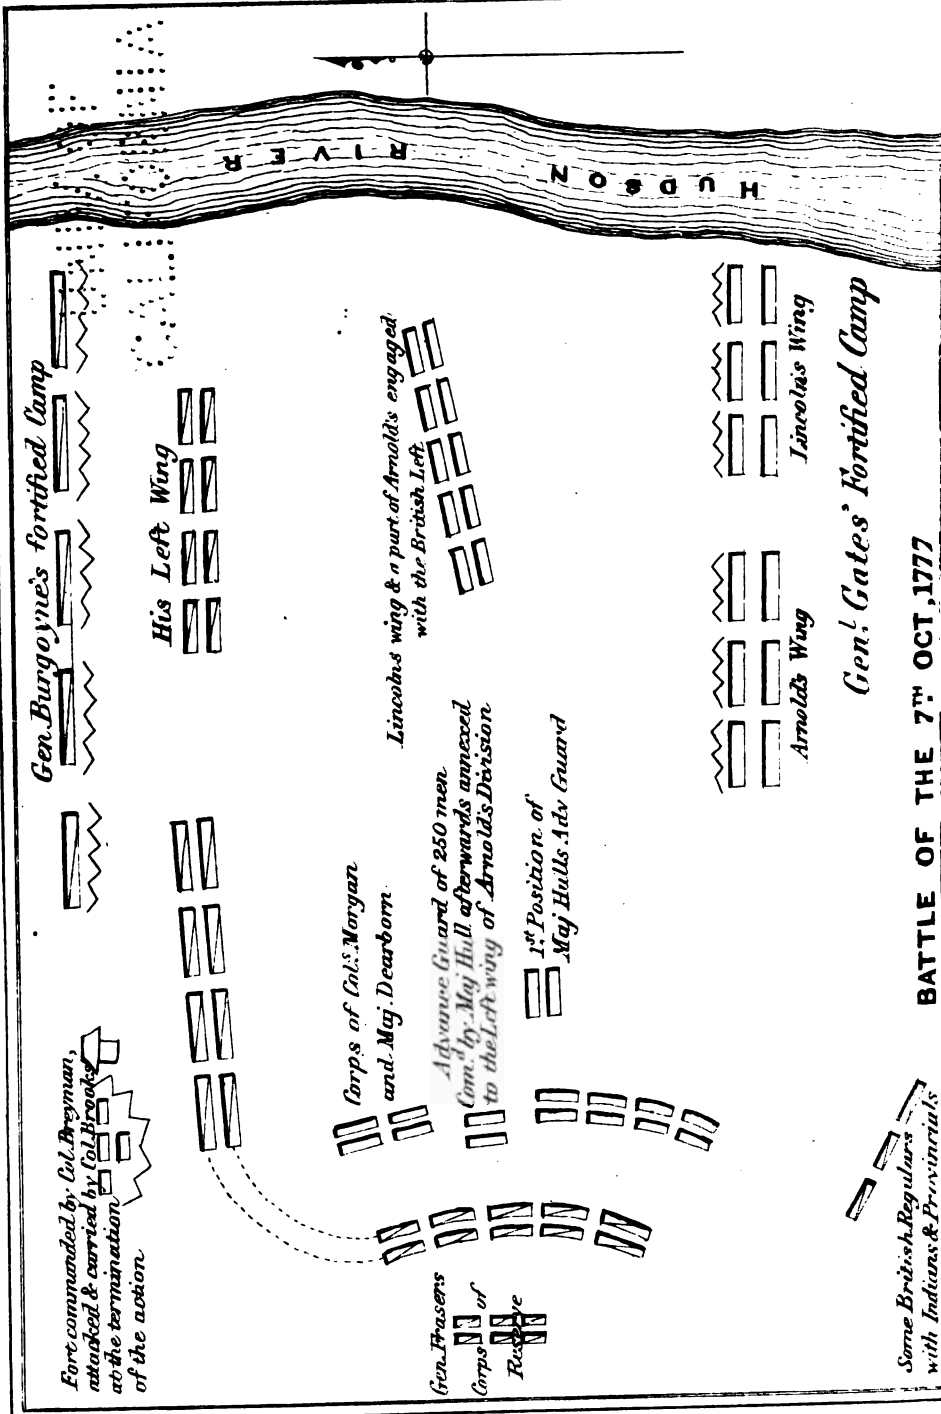 HUDSON RIVER
Gen. Burgoyne's fortified Camp
His Left Wing
Lincolns wing & a part of Arnold's engaged
with the British Left
Lincolns Wing
Arnold's Wing
Gen.l Gates' Fortified Camp
Corps of Col.s Morgan
and Maj. Dearborn
Advance Guard of 250 men
Com.d by Maj Hull afterwards annexed
to the Left wing of Arnold's Division
1st Position of
Maj Hulls Adv Guard
Fort commanded by Col. Breyman,
attacked & carried by Col. Brooks
at the termination
of the action
Gen. Frasers
Corps of
Reserve
Some British Regulars
with Indians & Provincials
BATTLE OF THE 7TH OCT, 1777
CALIFORNIA